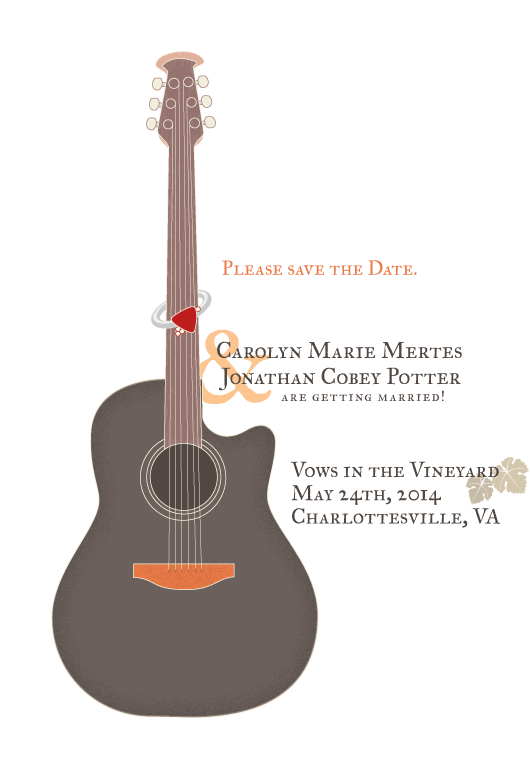 Please save the Date.
&
Carolyn Marie Mertes
Jonathan Cobey Potter
are getting married!
Vows in the Vineyard
May 24th, 2014
Charlottesville, VA